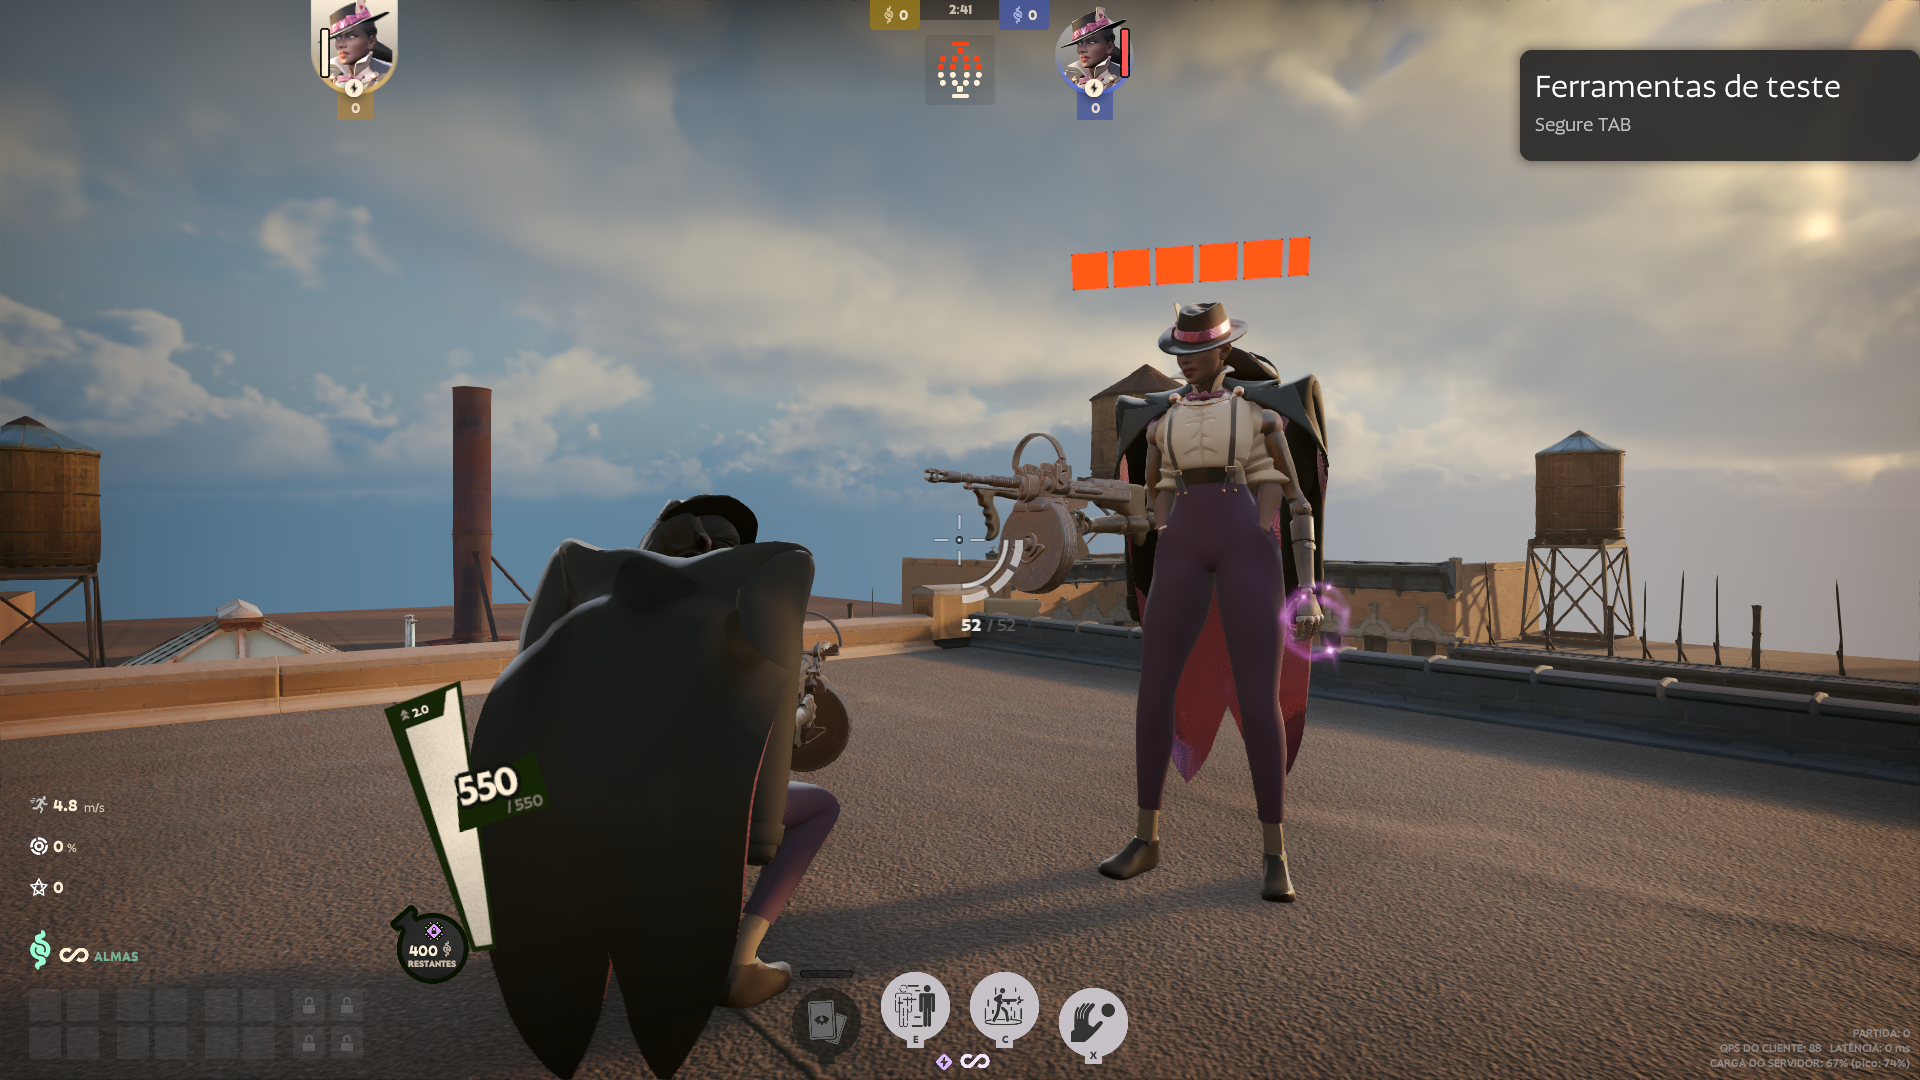 0
2:41
0
0
0
Ferramentas de teste
Segure TAB
52 / 52
2.0
550
/ 550
4.8 m/s
0 %
0
ALMAS
400
RESTANTES
E
C
X
PARTIDA: 0
QPS DO CLIENTE: 88 LATÊNCIA: 0 ms
CARGA DO SERVIDOR: 67% (pico: 74%)